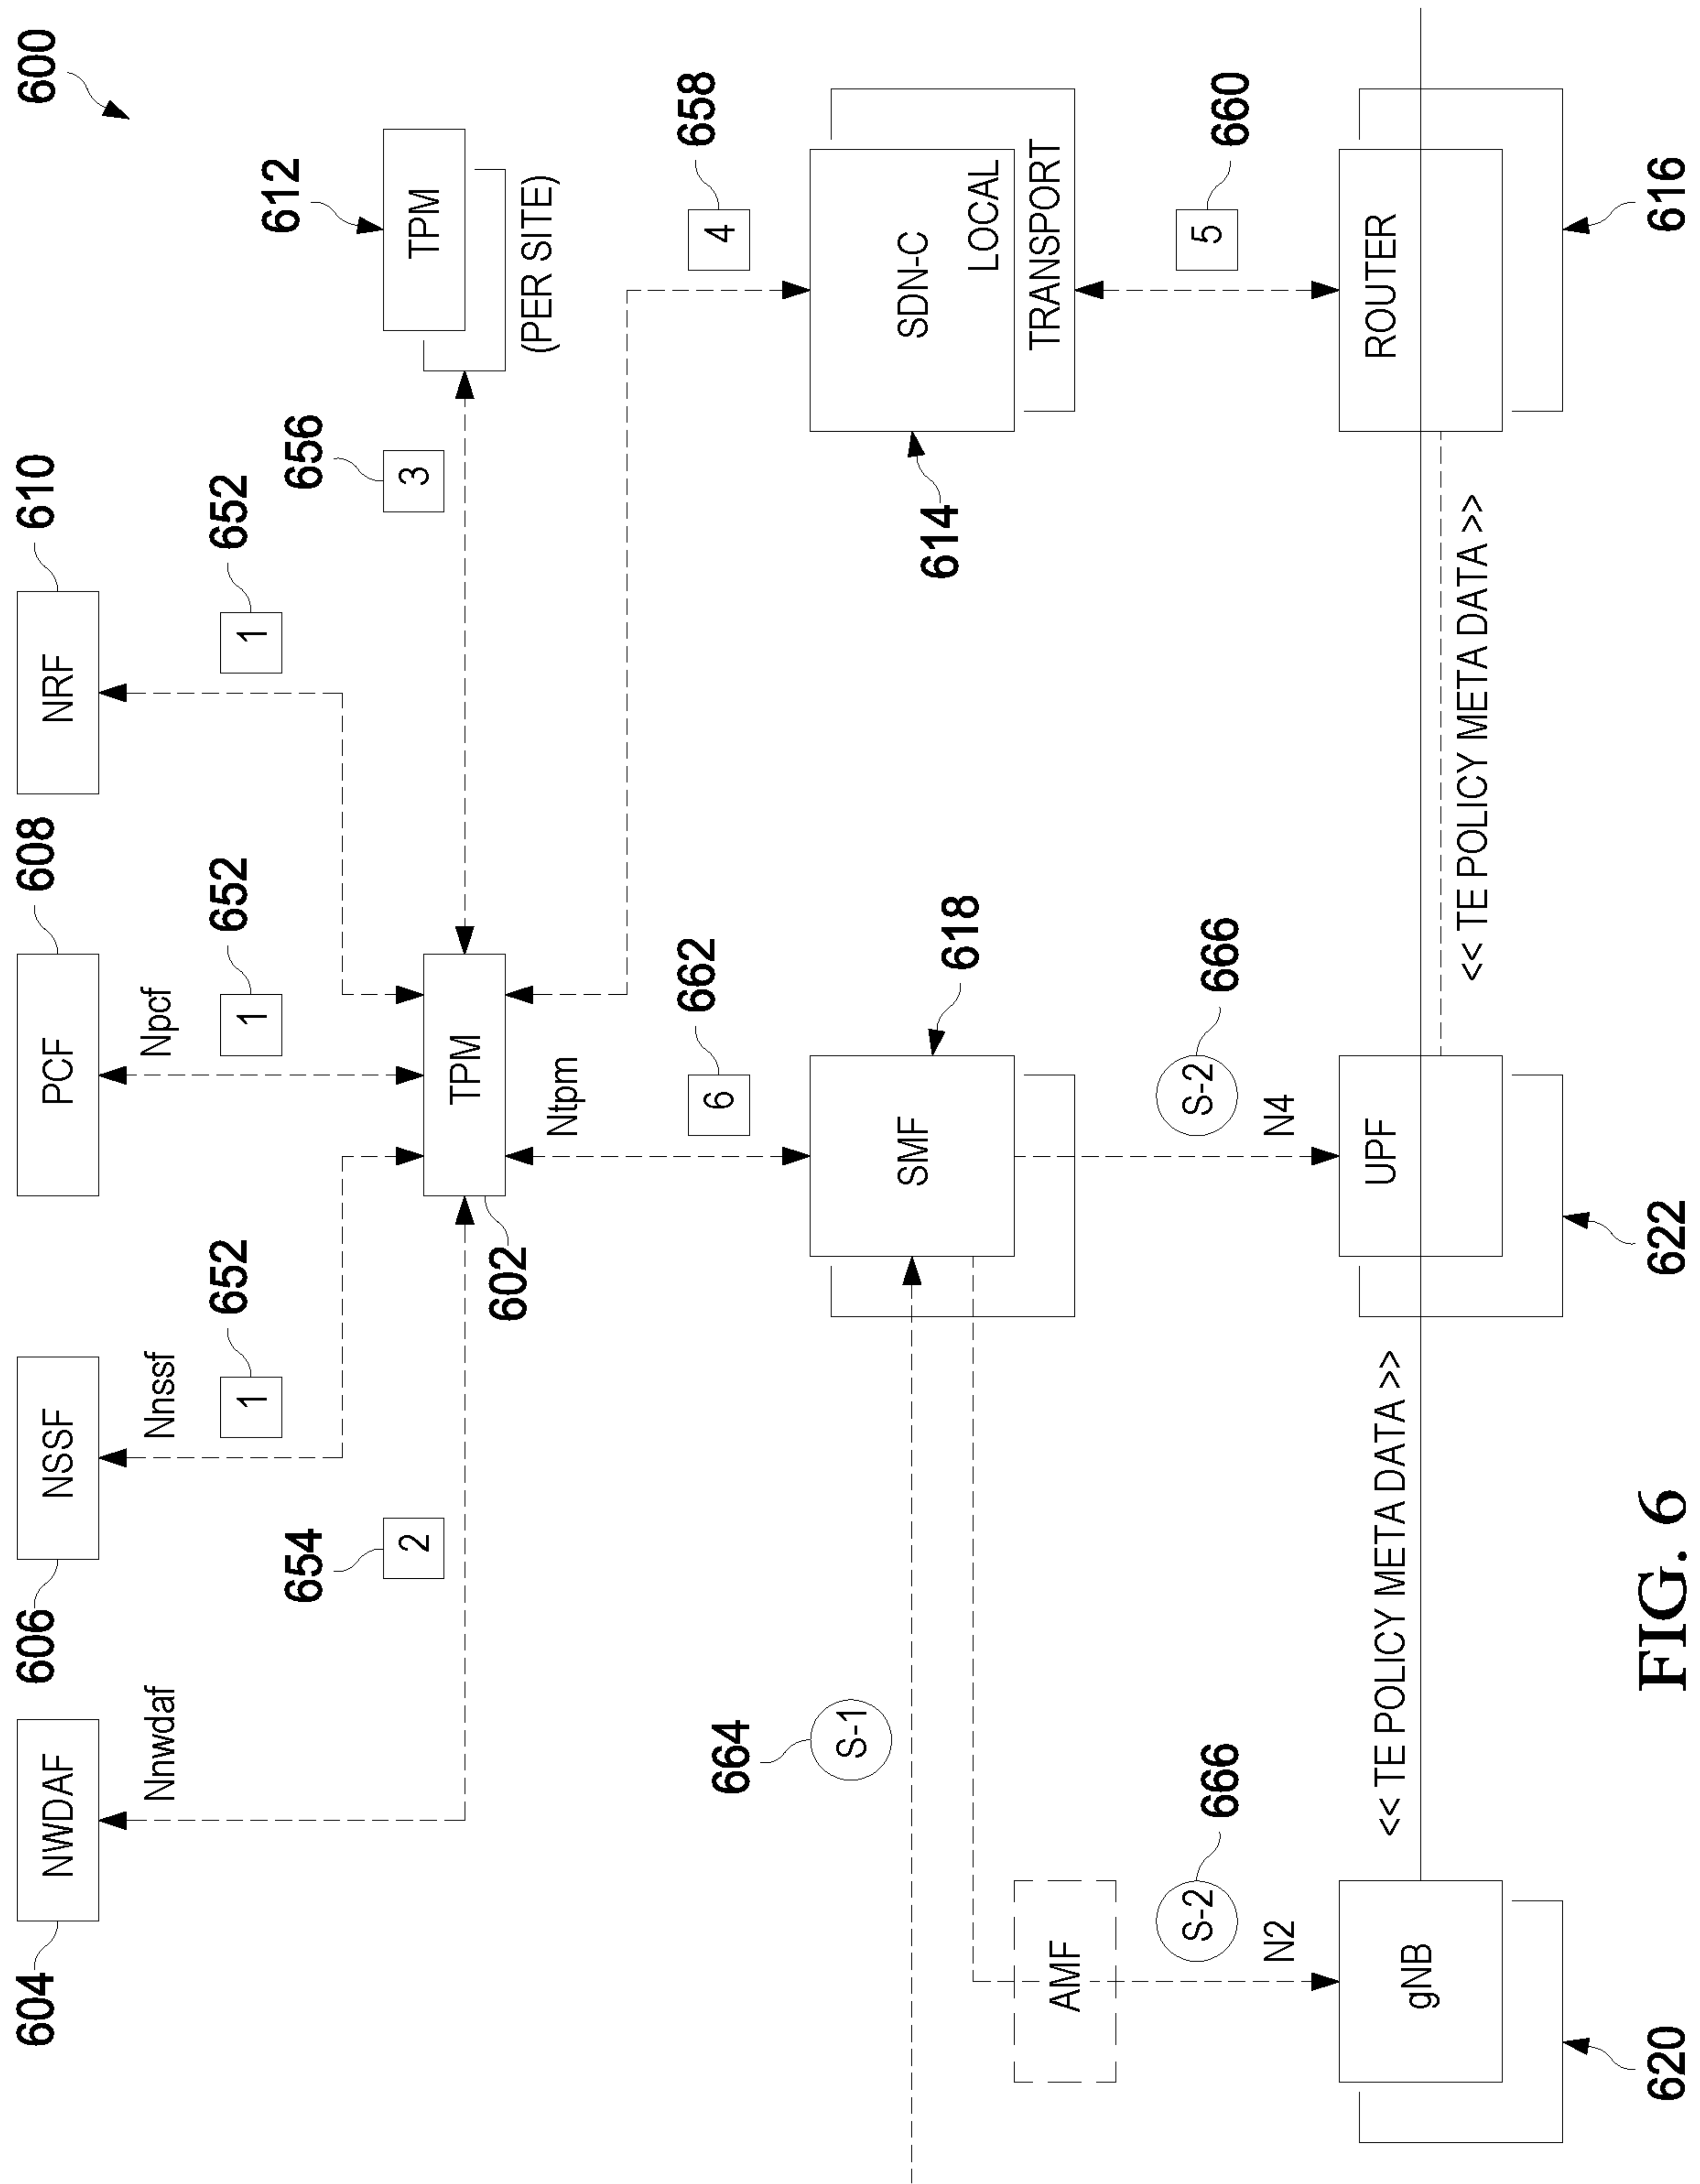 600
604
606
608
610
NWDAF
NSSF
PCF
NRF
Nnwdaf
Nnssf
Npcf
1
652
1
652
1
652
654
2
656
3
612
TPM
(PER SITE)
TPM
602
Ntpm
6
662
4
658
664
S-1
SMF
618
614
SDN-C
LOCAL
TRANSPORT
AMF
S-2
666
N2
S-2
666
N4
5
660
gNB
<< TE POLICY META DATA >>
UPF
<< TE POLICY META DATA >>
ROUTER
620
622
616
FIG. 6